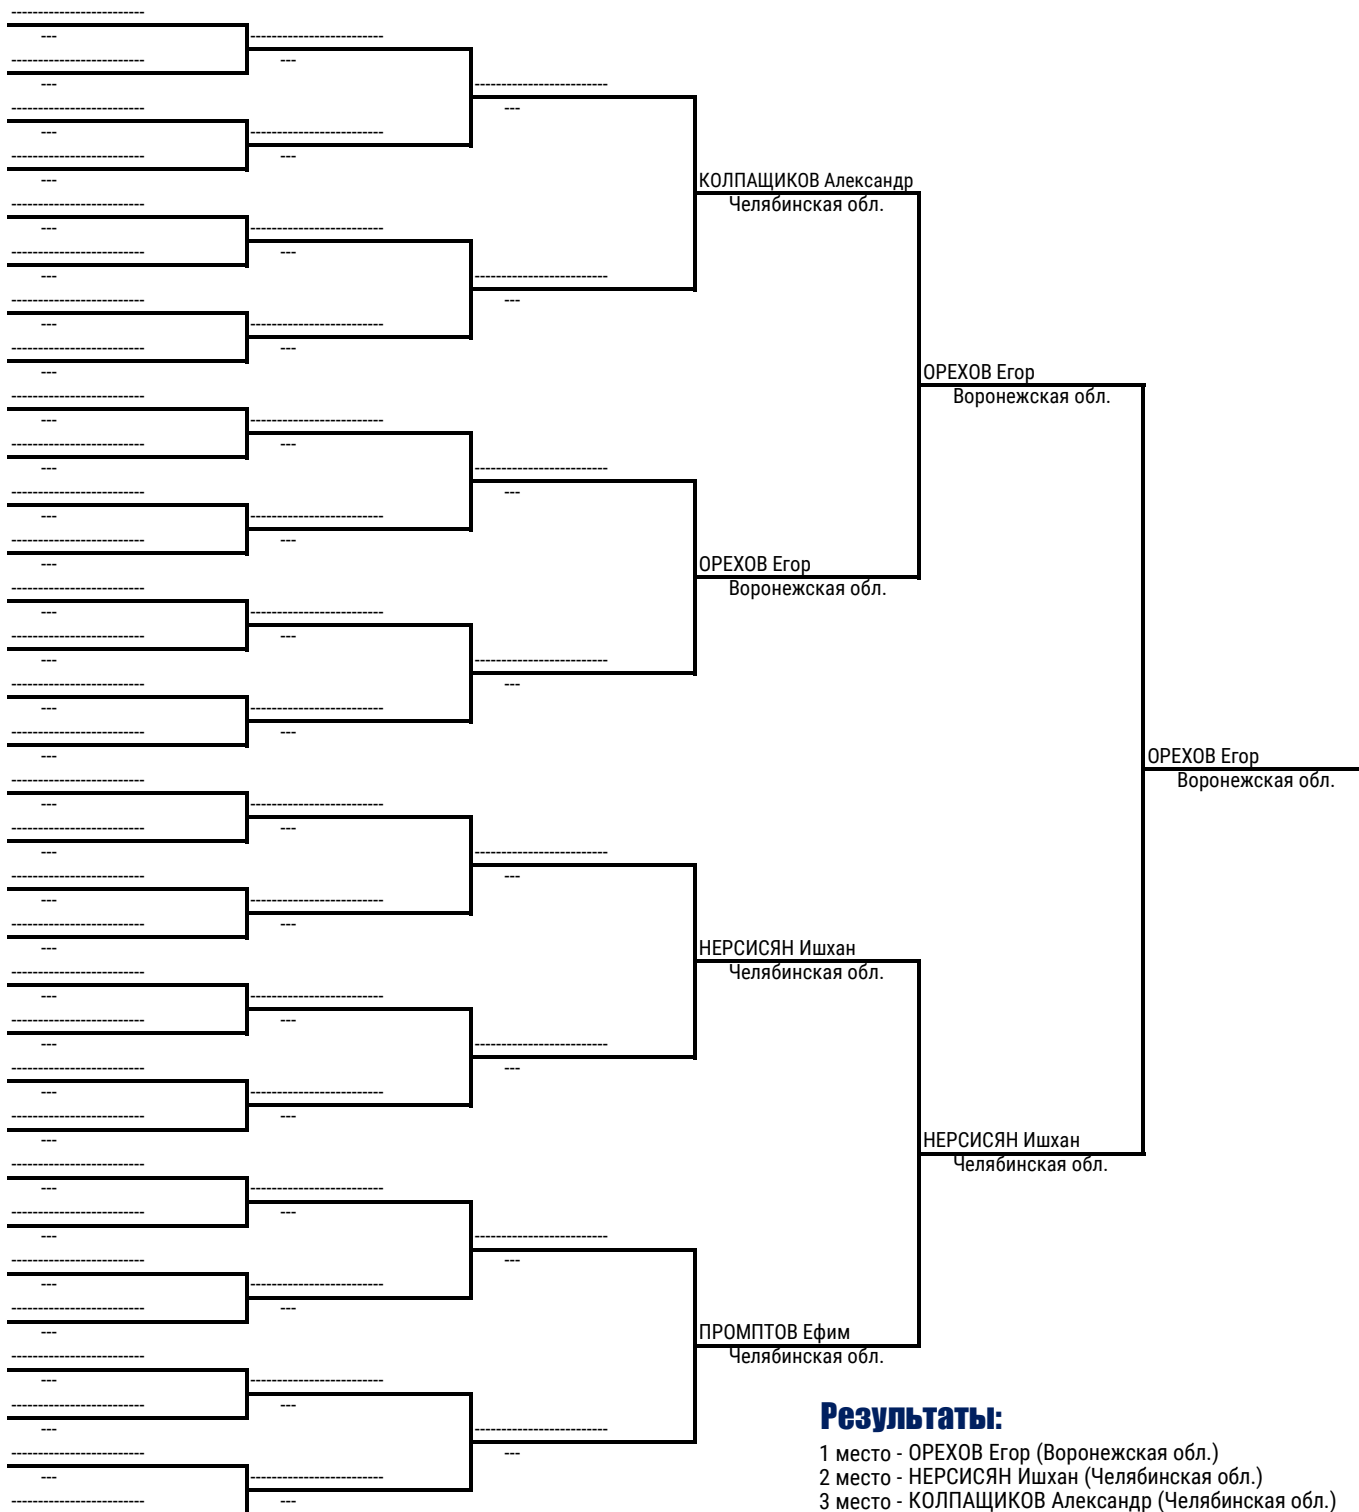 КОЛПАЩИКОВ Александр
Челябинская обл.
ОРЕХОВ Егор
Воронежская обл.
ОРЕХОВ Егор
Воронежская обл.
ОРЕХОВ Егор
Воронежская обл.
НЕРСИСЯН Ишхан
Челябинская обл.
НЕРСИСЯН Ишхан
Челябинская обл.
ПРОМПТОВ Ефим
Челябинская обл.
Результаты:
1 место - ОРЕХОВ Егор (Воронежская обл.)
2 место - НЕРСИСЯН Ишхан (Челябинская обл.)
3 место - КОЛПАЩИКОВ Александр (Челябинская обл.)